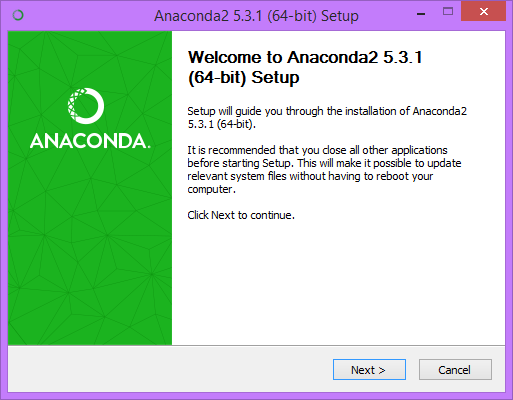 Anaconda2 5.3.1 (64-bit) Setup
Welcome to Anaconda2 5.3.1
(64-bit) Setup
ANACONDA.
Setup will guide you through the installation of Anaconda2
5.3.1 (64-bit).
It is recommended that you close all other applications
before starting Setup. This will make it possible to update
relevant system files without having to reboot your
computer.
Click Next to continue.
Next >
Cancel